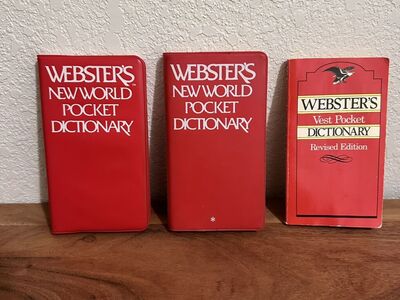 WEBSTER'S
NEW WORLD
POCKET
DICTIONARY
WEBSTER'S
NEW WORLD
POCKET
DICTIONARY
*
WEBSTER'S
Vest Pocket
DICTIONARY
Revised Edition